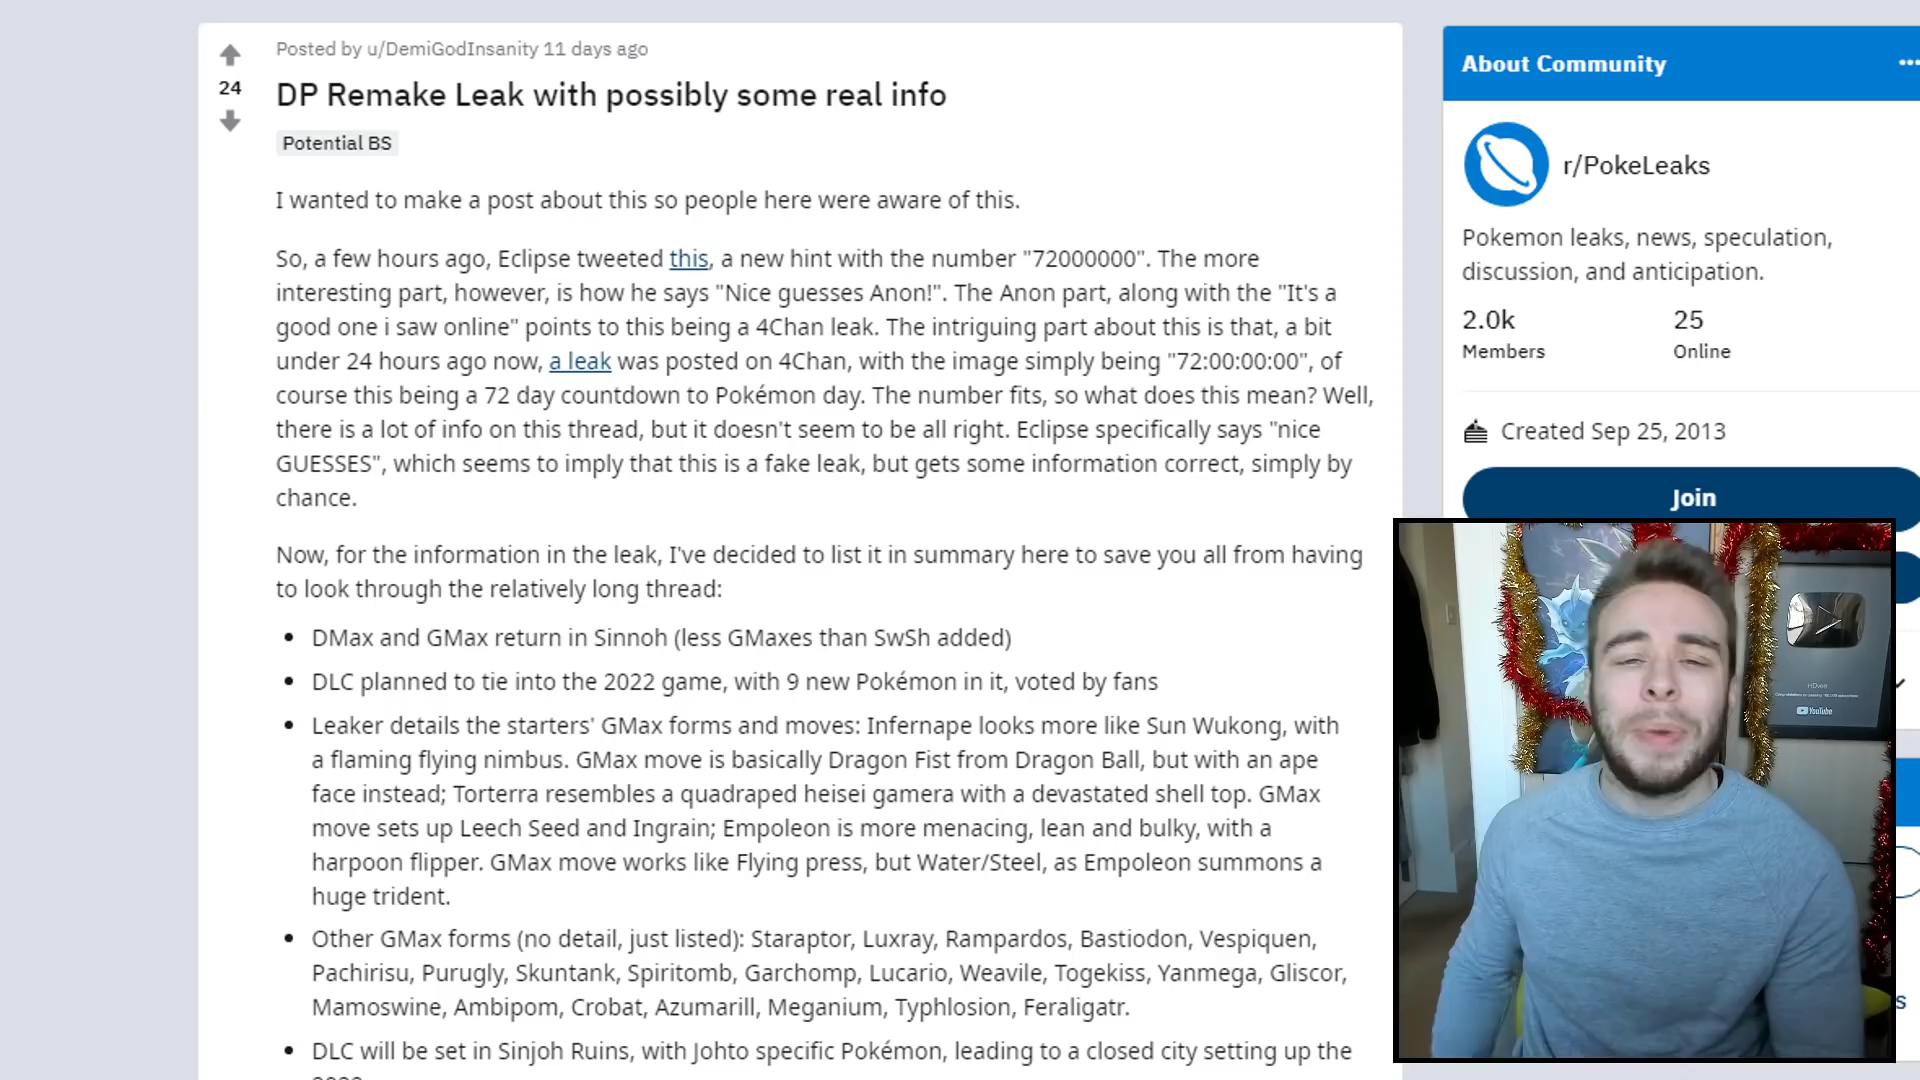 Posted by u/DemiGodInsanity 11 days ago
24
DP Remake Leak with possibly some real info
Potential BS
I wanted to make a post about this so people here were aware of this.
So, a few hours ago, Eclipse tweeted this, a new hint with the number "72000000". The more
interesting part, however, is how he says "Nice guesses Anon!". The Anon part, along with the "It's a
good one i saw online" points to this being a 4Chan leak. The intriguing part about this is that, a bit
under 24 hours ago now, a leak was posted on 4Chan, with the image simply being "72:00:00:00", of
course this being a 72 day countdown to Pokémon day. The number fits, so what does this mean? Well,
there is a lot of info on this thread, but it doesn't seem to be all right. Eclipse specifically says "nice
GUESSES", which seems to imply that this is a fake leak, but gets some information correct, simply by
chance.
Now, for the information in the leak, I've decided to list it in summary here to save you all from having
to look through the relatively long thread:
• DMax and GMax return in Sinnoh (less GMaxes than SwSh added)
• DLC planned to tie into the 2022 game, with 9 new Pokémon in it, voted by fans
• Leaker details the starters' GMax forms and moves: Infernape looks more like Sun Wukong, with
a flaming flying nimbus. GMax move is basically Dragon Fist from Dragon Ball, but with an ape
face instead; Torterra resembles a quadraped heisei gamera with a devastated shell top. GMax
move sets up Leech Seed and Ingrain; Empoleon is more menacing, lean and bulky, with a
harpoon flipper. GMax move works like Flying press, but Water/Steel, as Empoleon summons a
huge trident.
• Other GMax forms (no detail, just listed): Staraptor, Luxray, Rampardos, Bastiodon, Vespiquen,
Pachirisu, Purugly, Skuntank, Spiritomb, Garchomp, Lucario, Weavile, Togekiss, Yanmega, Gliscor,
Mamoswine, Ambipom, Crobat, Azumarill, Meganium, Typhlosion, Feraligatr.
• DLC will be set in Sinjoh Ruins, with Johto specific Pokémon, leading to a closed city setting up the
About Community
r/PokeLeaks
Pokemon leaks, news, speculation,
discussion, and anticipation.
2.0k
25
Members
Online
Created Sep 25, 2013
Join
HDvee
YouTube